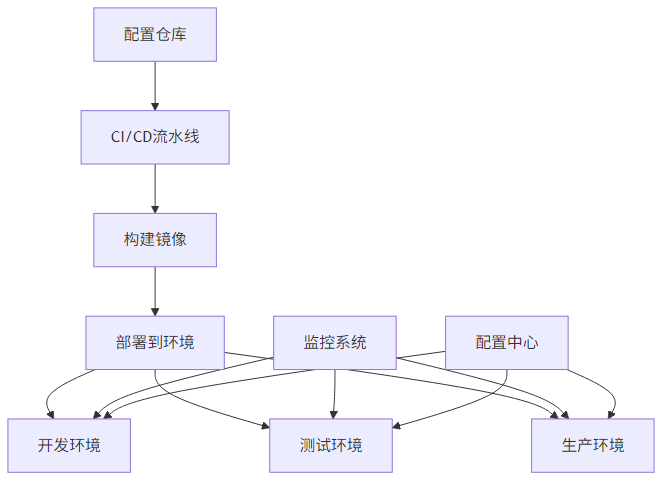 配置仓库
CI/CD流水线
构建镜像
部署到环境
监控系统
配置中心
开发环境
测试环境
生产环境